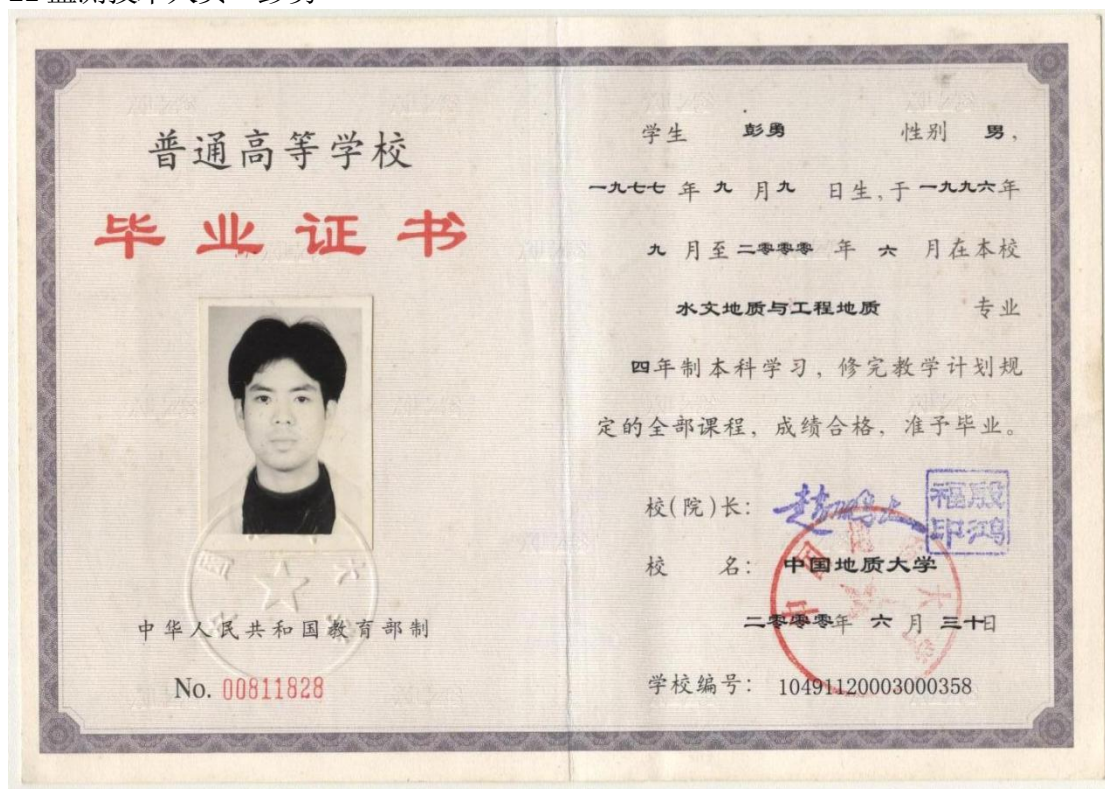 普通高等学校
毕业证书
中华人民共和国教育部制
No. 00811828
学生 彭勇 性别 男,
一九七七 年 九 月 九 日生,于 一九九六年
九 月至 二零零零 年 六 月在本校
水文地质与工程地质 专业
四年制本科学习，修完教学计划规
定的全部课程，成绩合格，准予毕业。
校(院)长：
殷鸿福印
校 名： 中国地质大学
二零零零年 六 月 三十日
学校编号： 10491120003000358